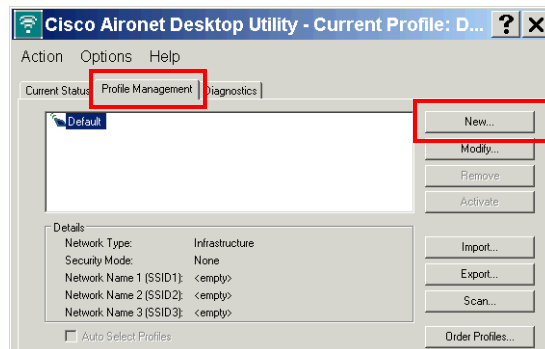 Cisco Aironet Desktop Utility - Current Profile: D... ? X
Action Options Help
Current Status Profile Management Diagnostics
Default
New...
Modify...
Remove
Activate
Details
Network Type: Infrastructure
Security Mode: None
Network Name 1 (SSID1): <empty>
Network Name 2 (SSID2): <empty>
Network Name 3 (SSID3): <empty>
Import...
Export...
Scan...
Auto Select Profiles
Order Profiles...